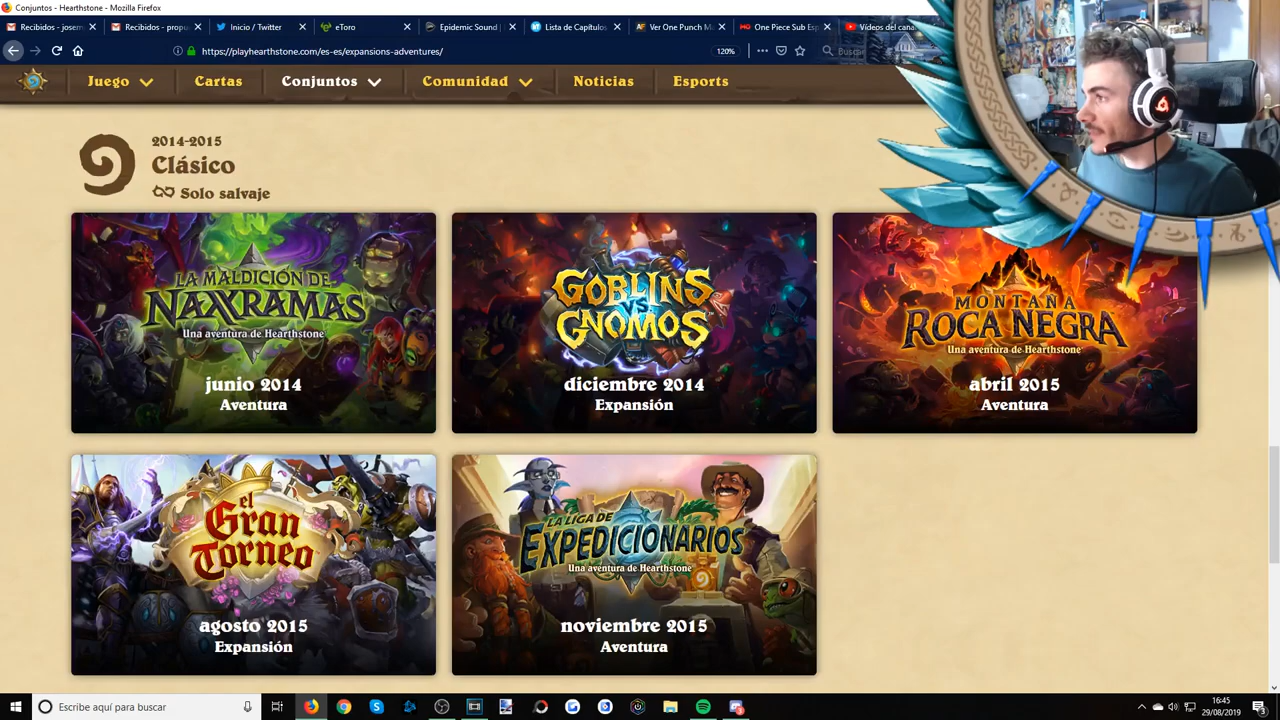 Conjuntos - Hearthstone - Mozilla Firefox
Recibidos - josem
Recibidos - propu
Inicio / Twitter
eToro
Epidemic Sound |
Lista de Capítulos
Ver One Punch M
One Piece Sub Esp
Vídeos del cana
https://playhearthstone.com/es-es/expansions-adventures/
120%
Busca
Juego
Cartas
Conjuntos
Comunidad
Noticias
Esports
2014-2015
Clásico
Solo salvaje
LA MALDICIÓN DE
NAXXRAMAS
Una aventura de Hearthstone
junio 2014
Aventura
GOBLINS
VS
GNOMOS
diciembre 2014
Expansión
MONTAÑA
ROCA NEGRA
Una aventura de Hearthstone
abril 2015
Aventura
el
Gran
Torneo
agosto 2015
Expansión
LA LIGA DE
EXPEDICIONARIOS
Una aventura de Hearthstone
noviembre 2015
Aventura
Escribe aquí para buscar
16:45
29/08/2019